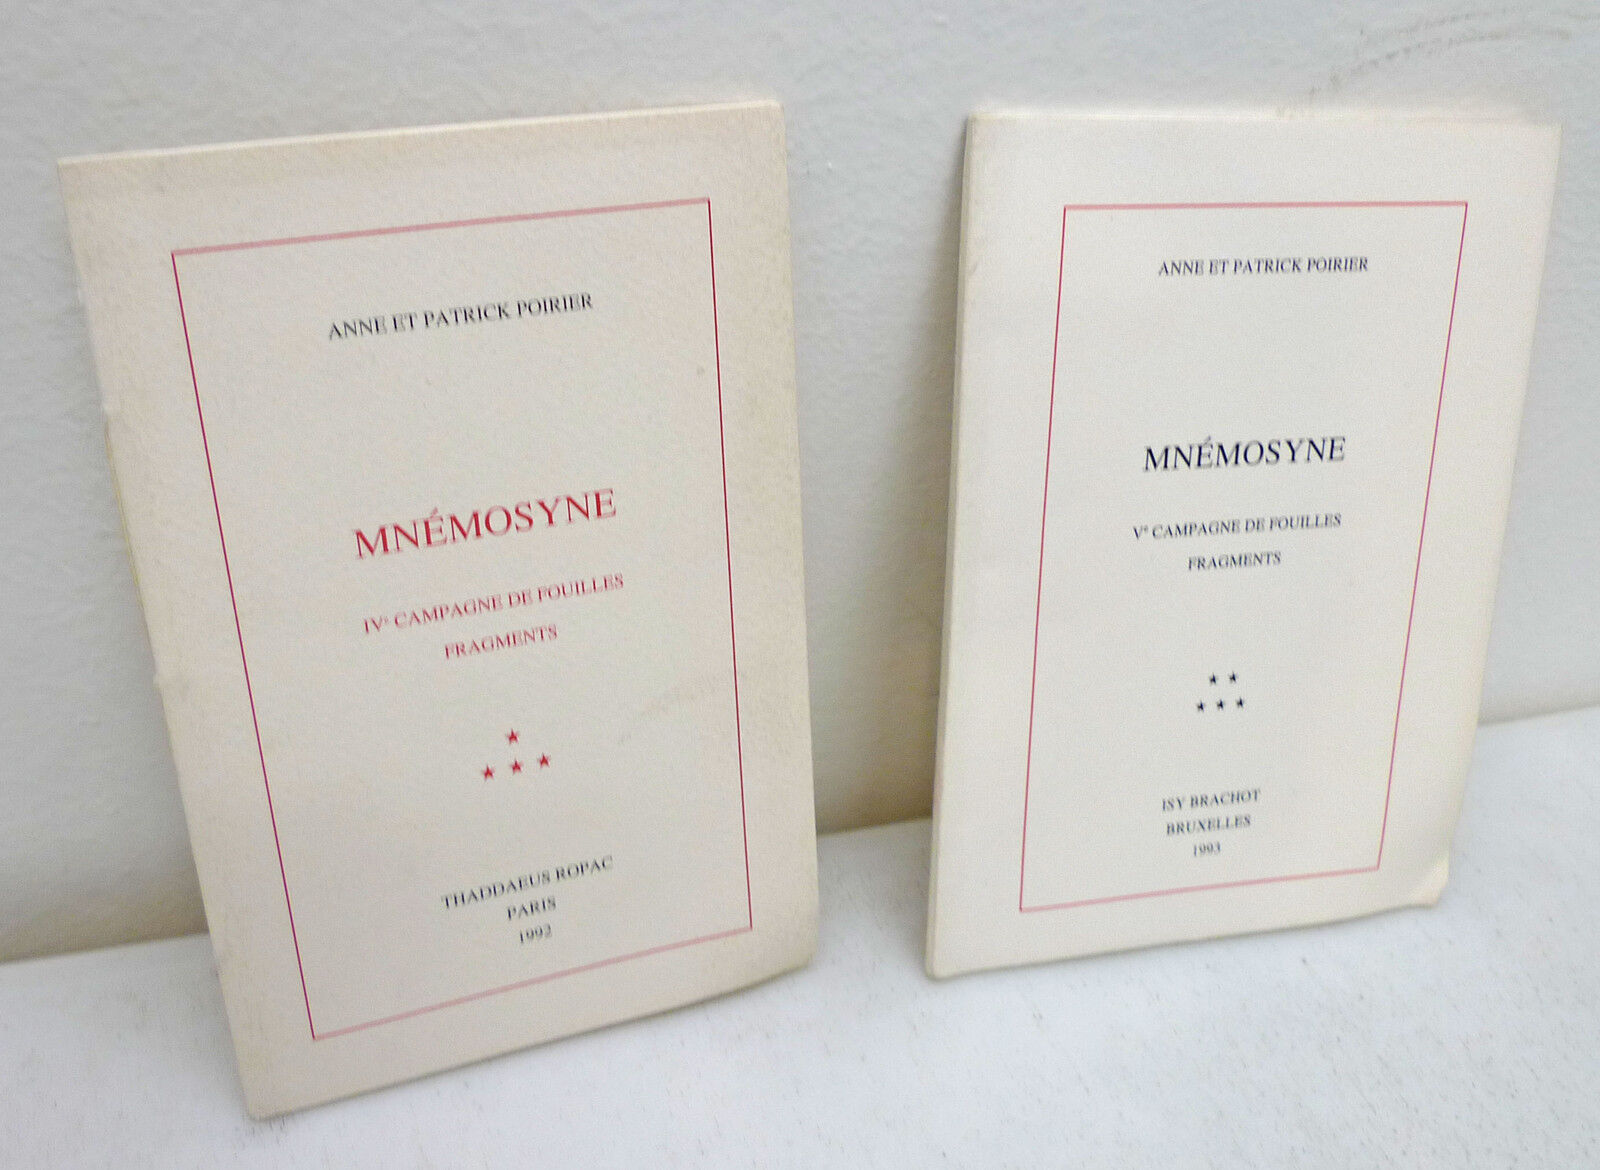 ANNE ET PATRICK POIRIER
MNÉMOSYNE
IVᵉ CAMPAGNE DE FOUILLES
FRAGMENTS
THADDAEUS ROPAC
PARIS
1992
ANNE ET PATRICK POIRIER
MNÉMOSYNE
Vᵉ CAMPAGNE DE FOUILLES
FRAGMENTS
ISY BRACHOT
BRUXELLES
1993